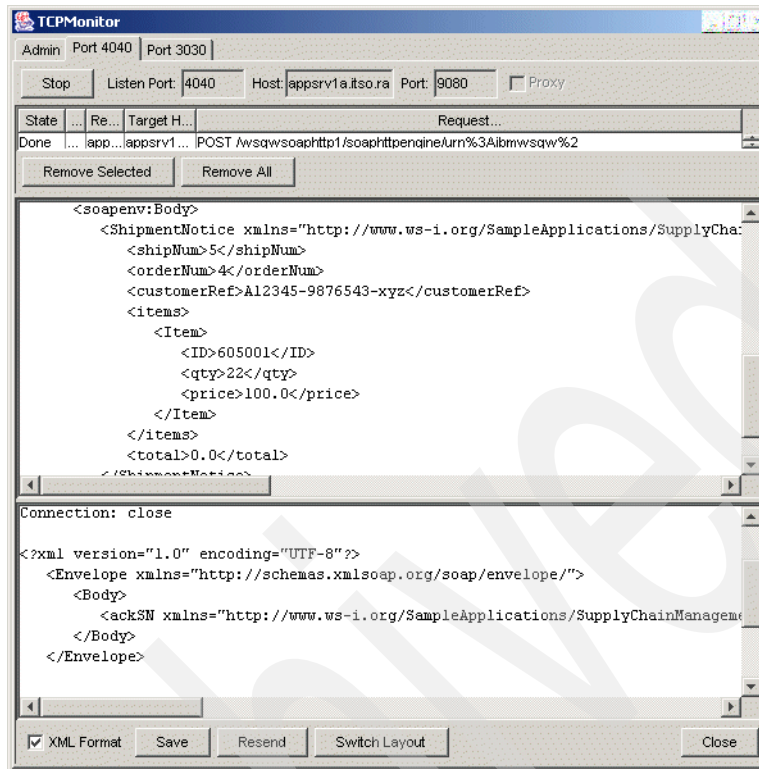 TCPMonitor
Admin Port 4040 Port 3030
Stop Listen Port: 4040 Host: appsrv1a.itso.ra Port: 9080 Proxy
State ... Re... Target H... Request...
Done ... app... appsrv1... POST /wsgwsoaphttp1/soaphttpengine/urn%3Aibmwsgw%2
Remove Selected Remove All
<soapenv:Body>
<ShipmentNotice xmlns="http://www.ws-i.org/SampleApplications/SupplyChai
<shipNum>5</shipNum>
<orderNum>4</orderNum>
<customerRef>A12345-9876543-xyz</customerRef>
<items>
<Item>
<ID>605001</ID>
<qty>22</qty>
<price>100.0</price>
</Item>
</items>
<total>0.0</total>
</ShipmentNotice>
Connection: close
<?xml version="1.0" encoding="UTF-8"?>
<Envelope xmlns="http://schemas.xmlsoap.org/soap/envelope/">
<Body>
<ackSN xmlns="http://www.ws-i.org/SampleApplications/SupplyChainManageme
</Body>
</Envelope>
XML Format Save Resend Switch Layout Close